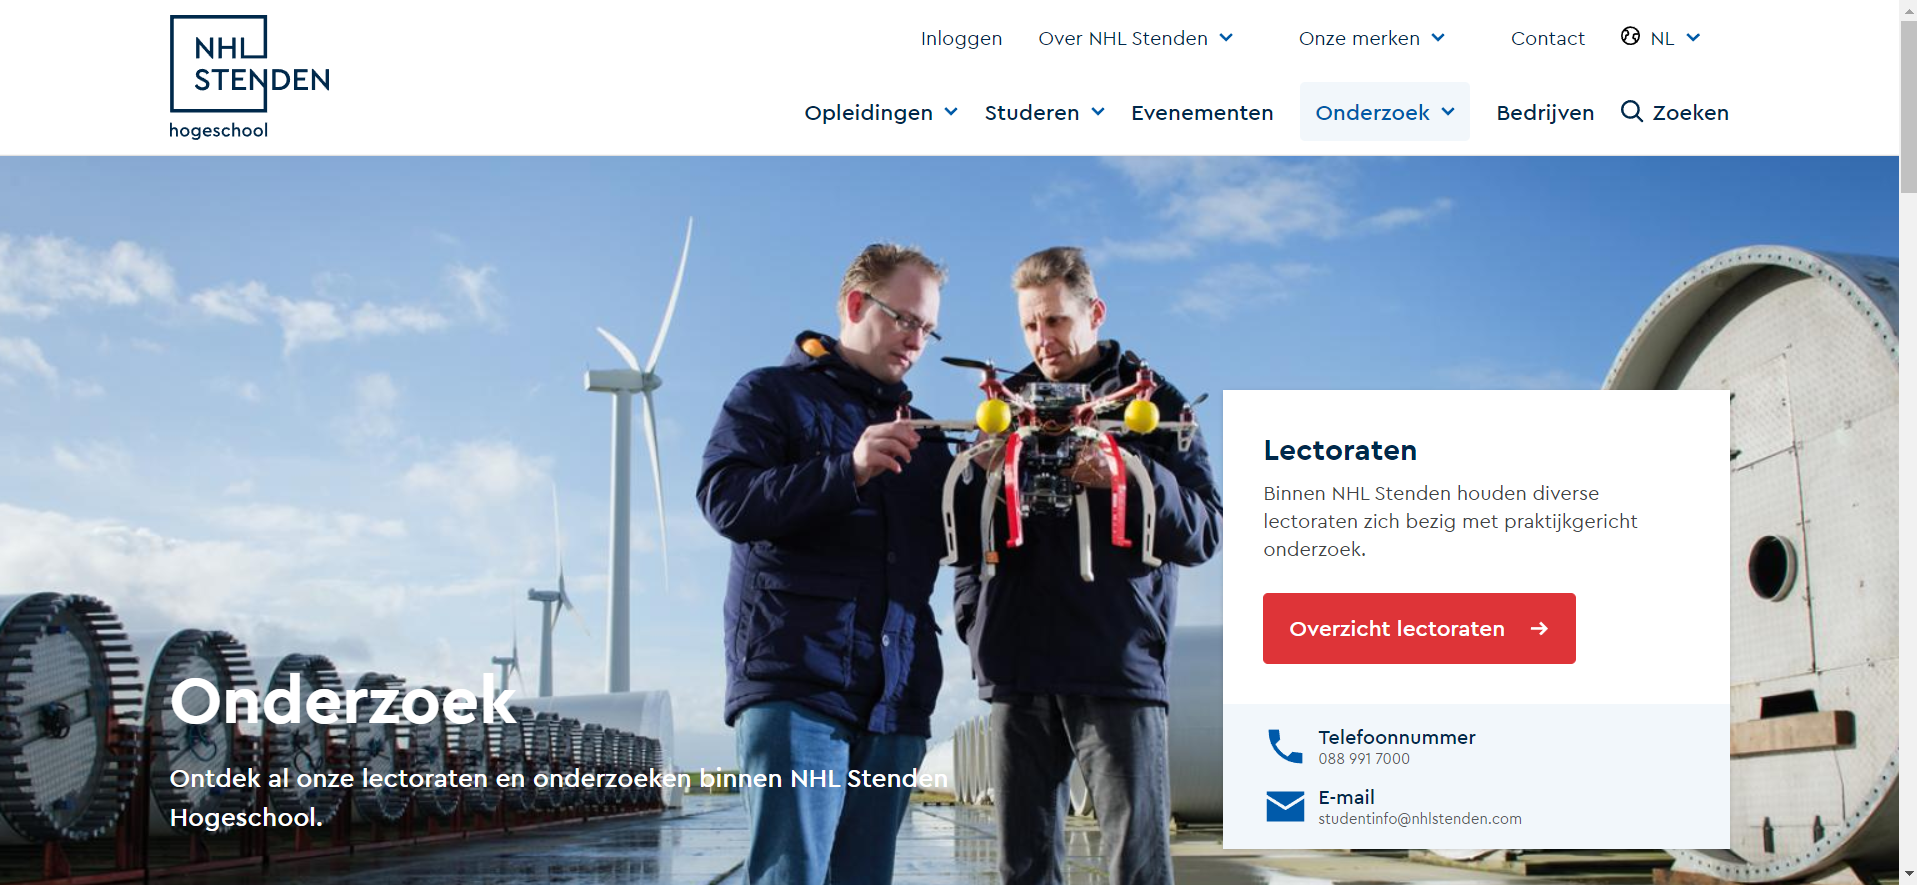 NHL
STENDEN
hogeschool
Inloggen Over NHL Stenden Onze merken Contact NL
Opleidingen Studeren Evenementen Onderzoek Bedrijven Zoeken
Onderzoek
Ontdek al onze lectoraten en onderzoeken binnen NHL Stenden
Hogeschool.
Lectoraten
Binnen NHL Stenden houden diverse
lectoraten zich bezig met praktijkgericht
onderzoek.
Overzicht lectoraten
Telefoonnummer
088 991 7000
E-mail
studentinfo@nhlstenden.com